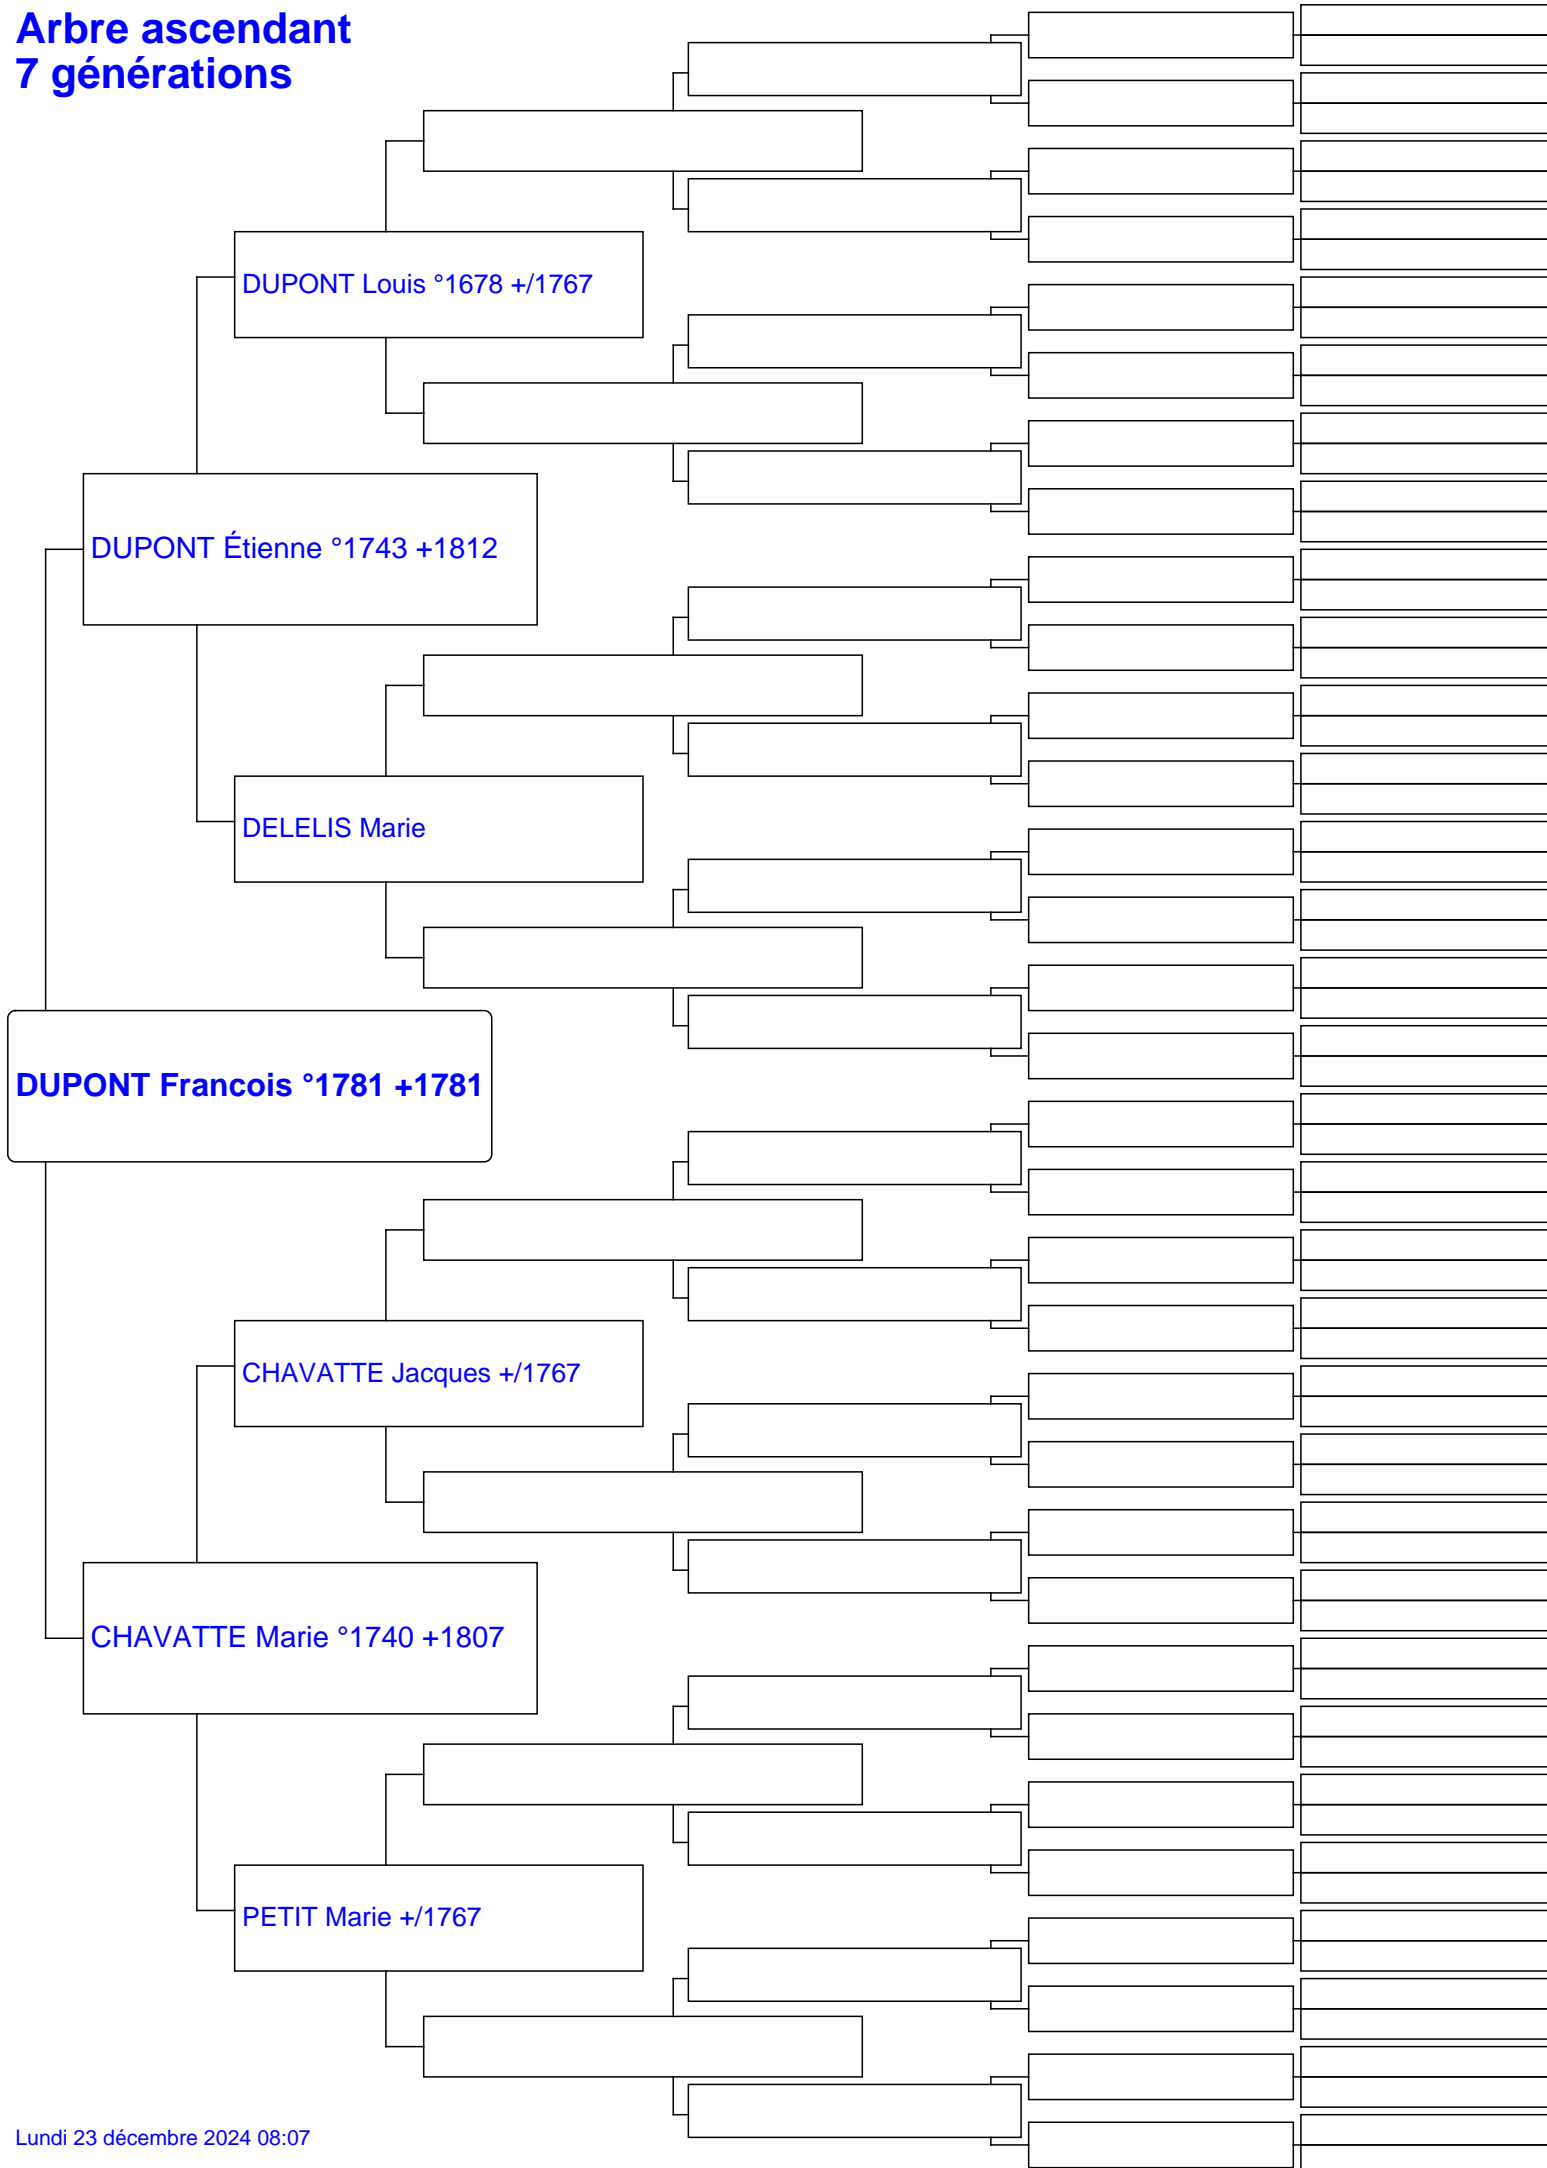 Arbre ascendant
7 générations
DUPONT Louis °1678 +/1767
DUPONT Étienne °1743 +1812
DELELIS Marie
DUPONT Francois °1781 +1781
CHAVATTE Jacques +/1767
CHAVATTE Marie °1740 +1807
PETIT Marie +/1767
Lundi 23 décembre 2024 08:07